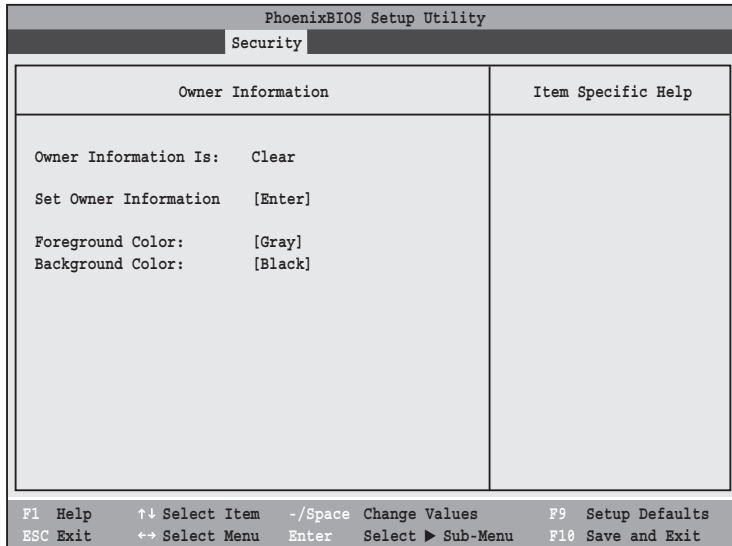 PhoenixBIOS Setup Utility
Security
Owner Information
Item Specific Help
Owner Information Is: Clear
Set Owner Information [Enter]
Foreground Color: [Gray]
Background Color: [Black]
F1 Help ↑↓ Select Item -/Space Change Values F9 Setup Defaults
ESC Exit ←→ Select Menu Enter Select ▶ Sub-Menu F10 Save and Exit